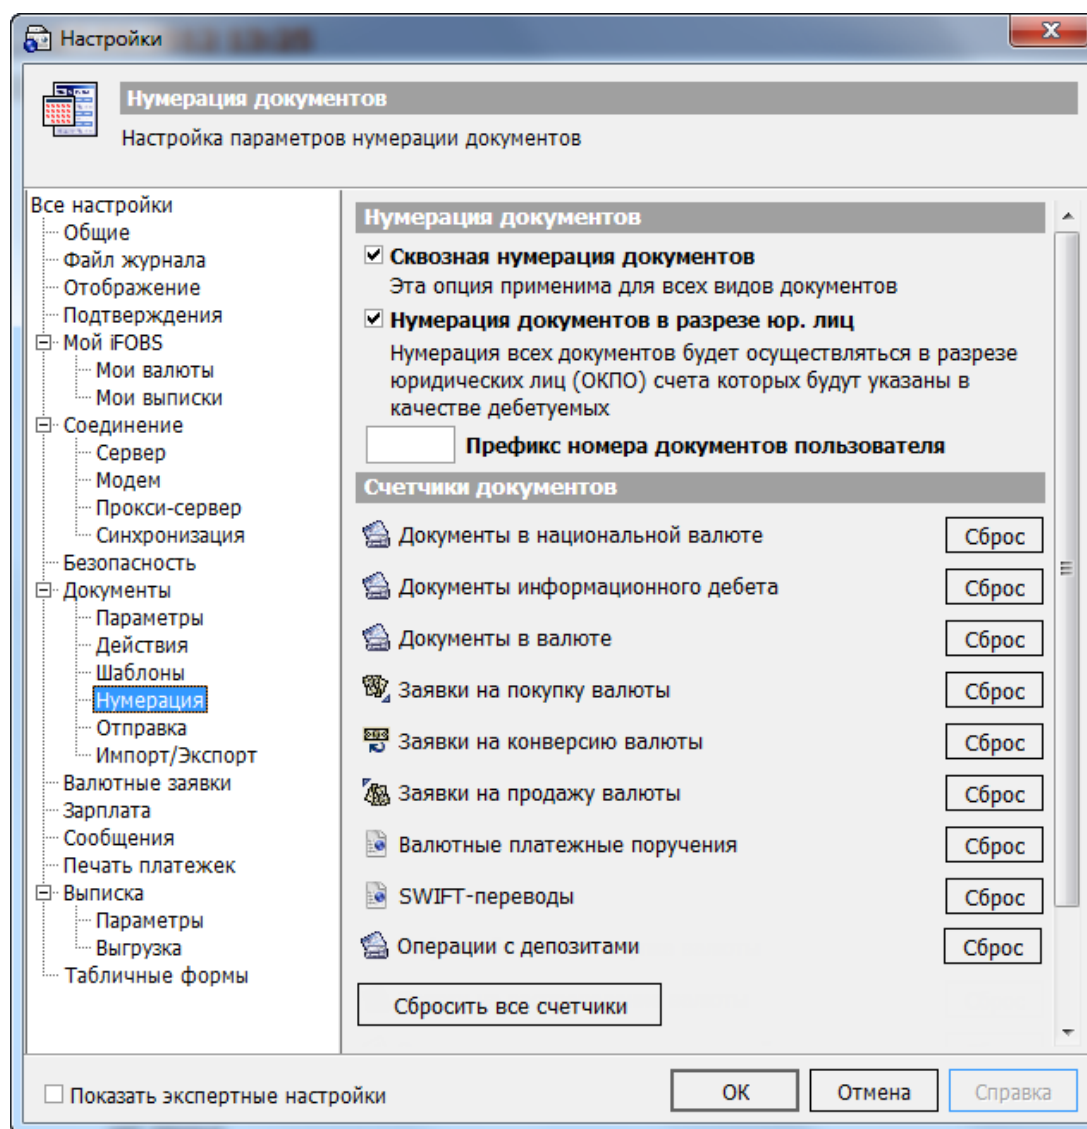 Настройки
Нумерация документов
Настройка параметров нумерации документов
Все настройки
Общие
Файл журнала
Отображение
Подтверждения
Мой iFOBS
Мои валюты
Мои выписки
Соединение
Сервер
Модем
Прокси-сервер
Синхронизация
Безопасность
Документы
Параметры
Действия
Шаблоны
Нумерация
Отправка
Импорт/Экспорт
Валютные заявки
Зарплата
Сообщения
Печать платежек
Выписка
Параметры
Выгрузка
Табличные формы
Нумерация документов
Сквозная нумерация документов
Эта опция применима для всех видов документов
Нумерация документов в разрезе юр. лиц
Нумерация всех документов будет осуществляться в разрезе
юридических лиц (ОКПО) счета которых будут указаны в
качестве дебетуемых
Префикс номера документов пользователя
Счетчики документов
Документы в национальной валюте Сброс
Документы информационного дебета Сброс
Документы в валюте Сброс
Заявки на покупку валюты Сброс
Заявки на конверсию валюты Сброс
Заявки на продажу валюты Сброс
Валютные платежные поручения Сброс
SWIFT-переводы Сброс
Операции с депозитами Сброс
Сбросить все счетчики
Показать экспертные настройки
ОК Отмена Справка